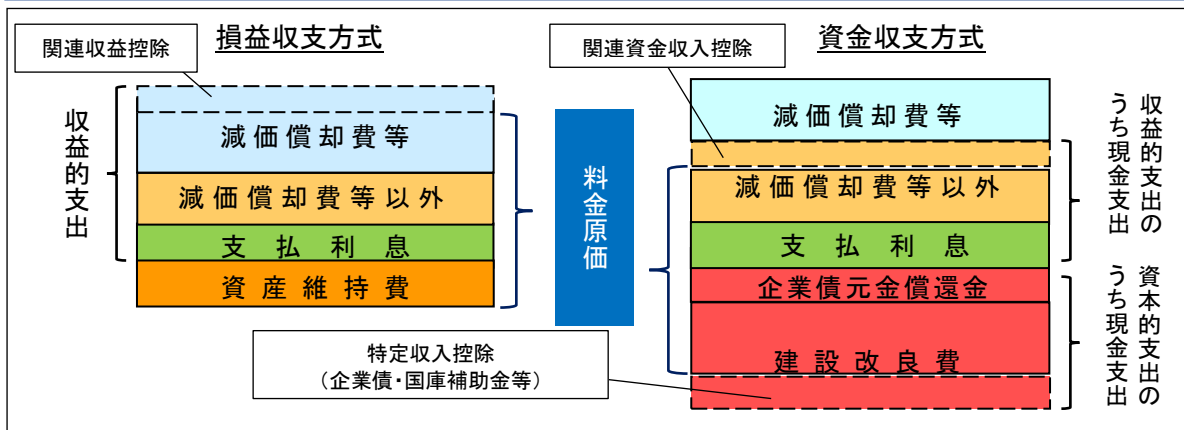 損益収支方式
関連収益控除
収益的支出
減価償却費等
減価償却費等以外
支払利息
資産維持費
料金原価
資金収支方式
関連資金収入控除
減価償却費等
減価償却費等以外
支払利息
企業債元金償還金
建設改良費
特定収入控除
（企業債・国庫補助金等）
収益的支出の
うち現金支出
資本的支出の
うち現金支出